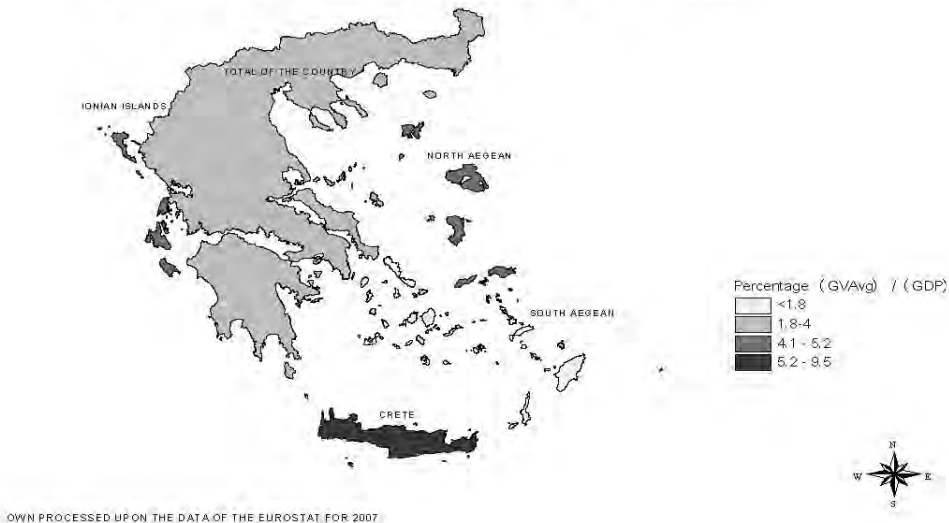 TOTAL OF THE COUNTRY
IONIAN ISLANDS
NORTH AEGEAN
SOUTH AEGEAN
CRETE
Percentage (GVAvg) / (GDP)
<1.8
1.8-4
4.1 - 5.2
5.2 - 9.5
N
W E
S
OWN PROCESSED UPON THE DATA OF THE EUROSTAT FOR 2007